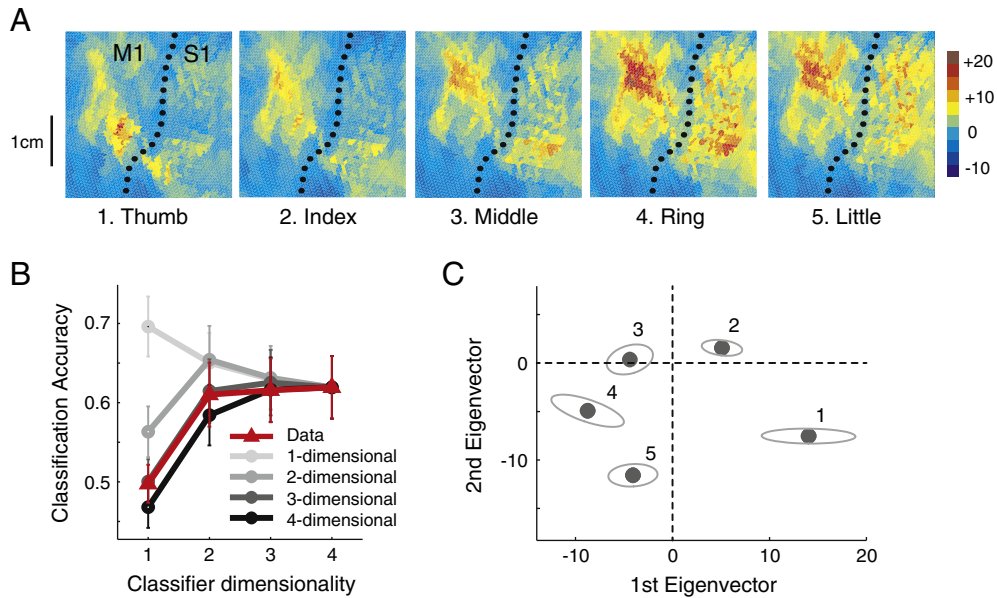 A
M1 S1
1cm
1. Thumb
2. Index
3. Middle
4. Ring
5. Little
+20
+10
0
-10
B
Classification Accuracy
0.7
0.6
0.5
Data
1-dimensional
2-dimensional
3-dimensional
4-dimensional
1 2 3 4
Classifier dimensionality
C
2nd Eigenvector
0
-10
3
2
4
1
5
-10 0 10 20
1st Eigenvector